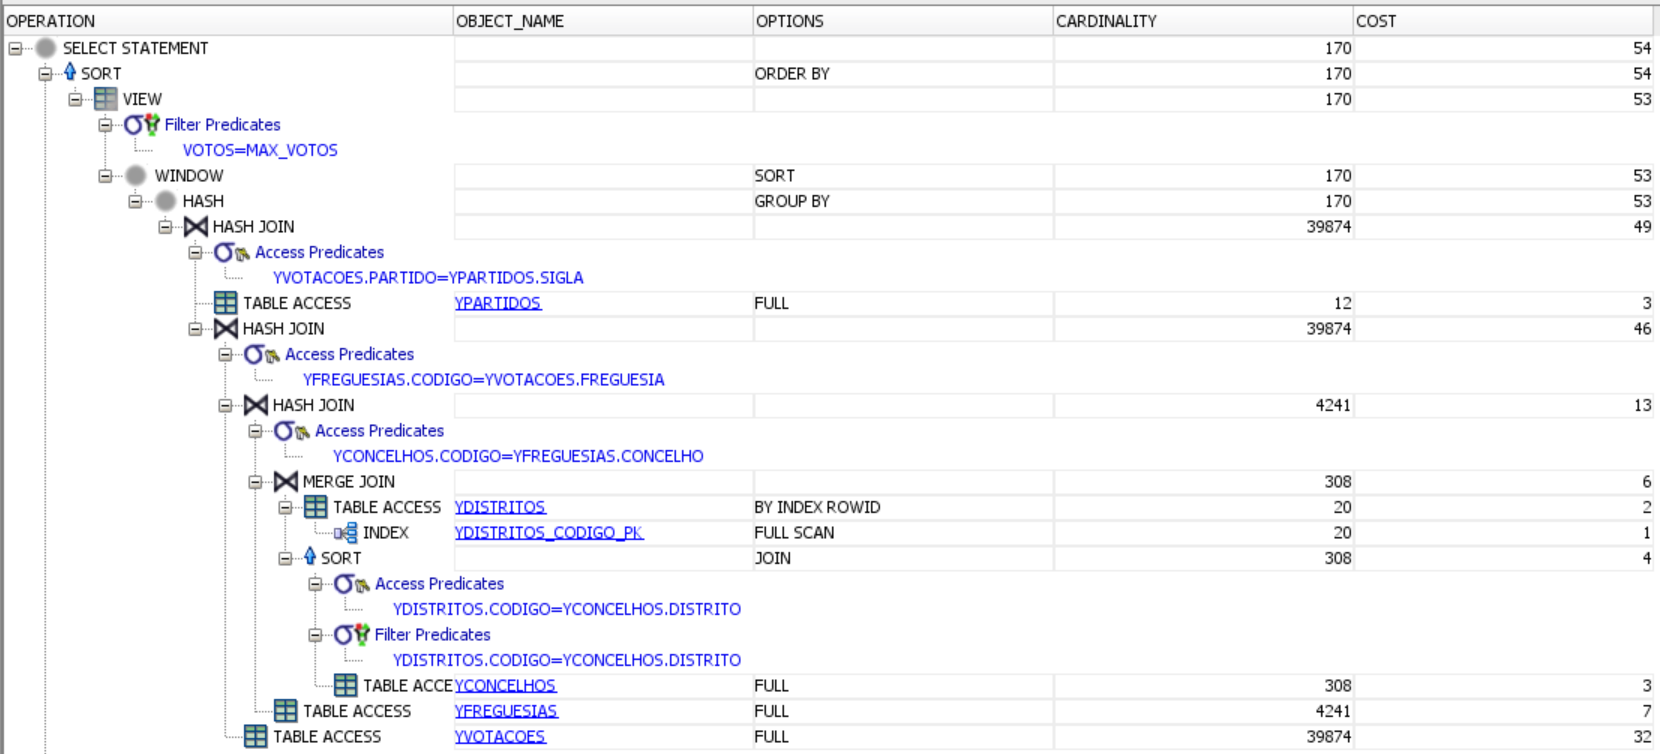 OPERATION OBJECT_NAME OPTIONS CARDINALITY COST
SELECT STATEMENT 170 54
SORT ORDER BY 170 54
VIEW 170 53
Filter Predicates
VOTOS=MAX_VOTOS
WINDOW SORT 170 53
HASH GROUP BY 170 53
HASH JOIN 39874 49
Access Predicates
YVOTACOES.PARTIDO=YPARTIDOS.SIGLA
TABLE ACCESS YPARTIDOS FULL 12 3
HASH JOIN 39874 46
Access Predicates
YFREGUESIAS.CODIGO=YVOTACOES.FREGUESIA
HASH JOIN 4241 13
Access Predicates
YCONCELHOS.CODIGO=YFREGUESIAS.CONCELHO
MERGE JOIN 308 6
TABLE ACCESS YDISTRITOS BY INDEX ROWID 20 2
INDEX YDISTRITOS_CODIGO_PK FULL SCAN 20 1
SORT JOIN 308 4
Access Predicates
YDISTRITOS.CODIGO=YCONCELHOS.DISTRITO
Filter Predicates
YDISTRITOS.CODIGO=YCONCELHOS.DISTRITO
TABLE ACCE YCONCELHOS FULL 308 3
TABLE ACCESS YFREGUESIAS FULL 4241 7
TABLE ACCESS YVOTACOES FULL 39874 32